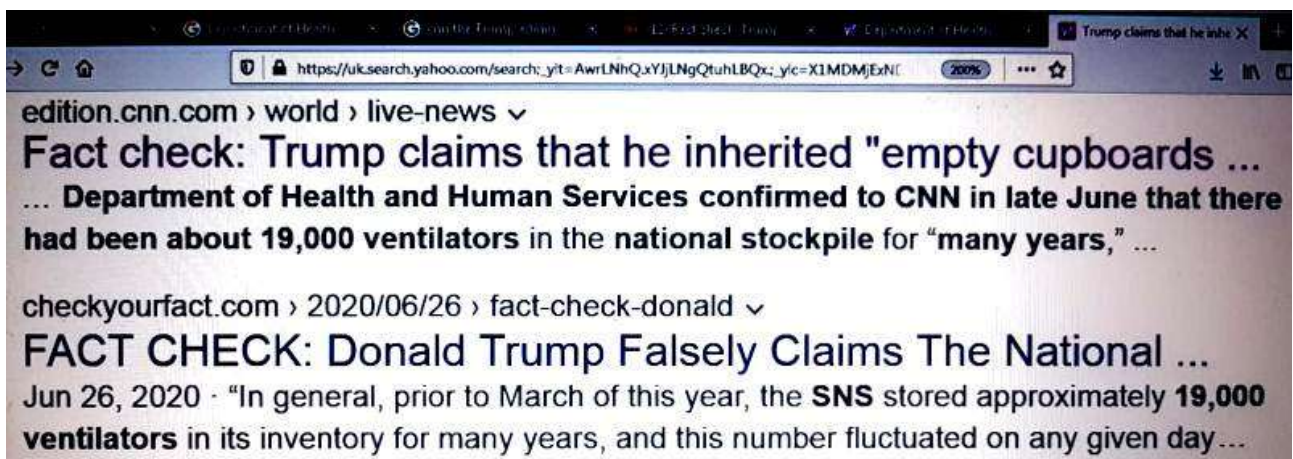 Trump claims that he inhe X
https://uk.search.yahoo.com/search;_ylt=AwrLNhQ.xYJjLNgQtuhLBQx.;_ylc=X1MDMjExNE 200%
edition.cnn.com › world › live-news
Fact check: Trump claims that he inherited "empty cupboards ...
... Department of Health and Human Services confirmed to CNN in late June that there
had been about 19,000 ventilators in the national stockpile for “many years,” ...
checkyourfact.com › 2020/06/26 › fact-check-donald
FACT CHECK: Donald Trump Falsely Claims The National ...
Jun 26, 2020 · “In general, prior to March of this year, the SNS stored approximately 19,000
ventilators in its inventory for many years, and this number fluctuated on any given day...